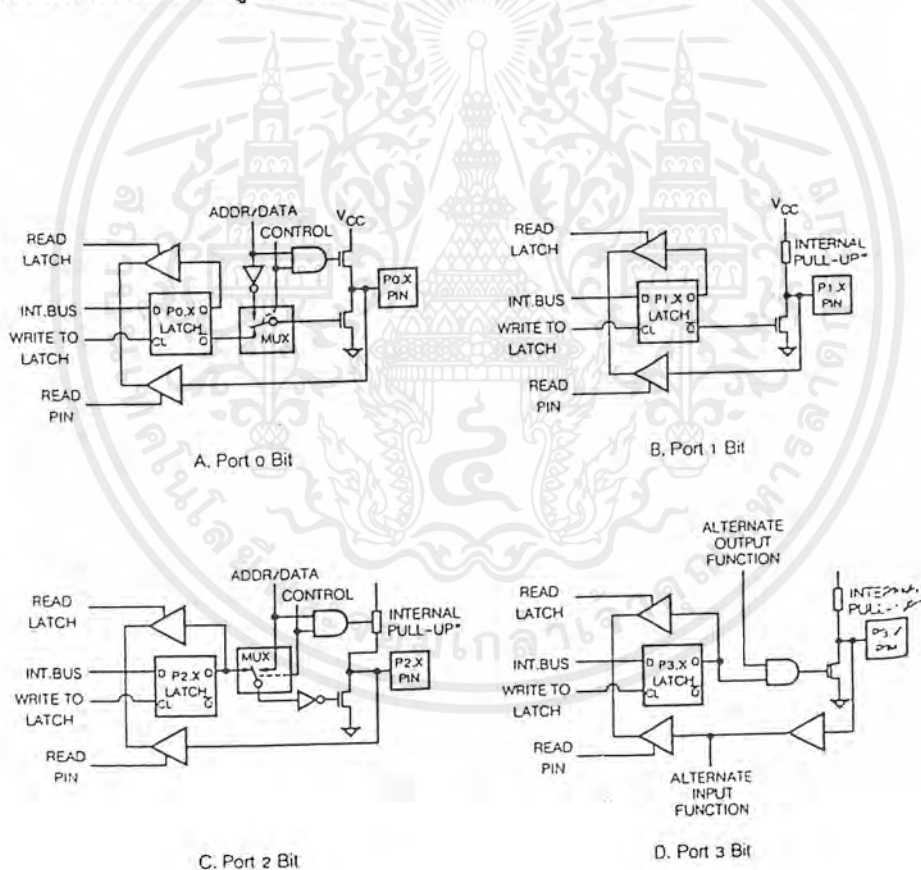 ADDR/DATA
CONTROL
VCC
READ
LATCH
INT.BUS
D P0.X Q
LATCH
CL Q
WRITE TO
LATCH
MUX
P0.X
PIN
READ
PIN
A. Port 0 Bit
VCC
READ
LATCH
INTERNAL
PULL-UP*
INT.BUS
D P1.X Q
LATCH
CL Q
WRITE TO
LATCH
P1.X
PIN
READ
PIN
B. Port 1 Bit
ADDR/DATA
CONTROL
READ
LATCH
INTERNAL
PULL-UP*
MUX
INT.BUS
D P2.X Q
LATCH
CL Q
WRITE TO
LATCH
P2.X
PIN
READ
PIN
C. Port 2 Bit
ALTERNATE
OUTPUT
FUNCTION
READ
LATCH
INTERNAL
PULL-UP*
INT.BUS
D P3.X Q
LATCH
CL Q
WRITE TO
LATCH
PIN
READ
PIN
ALTERNATE
INPUT
FUNCTION
D. Port 3 Bit